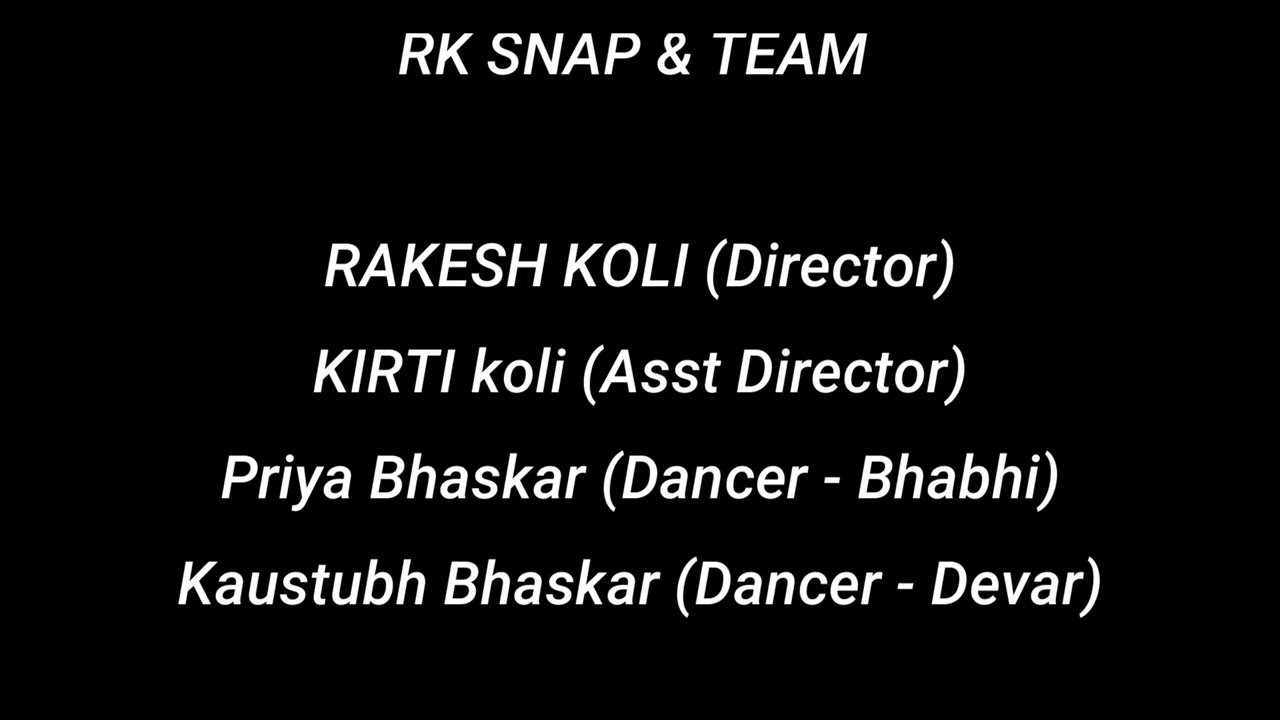 RK SNAP & TEAM
RAKESH KOLI (Director)
KIRTI koli (Asst Director)
Priya Bhaskar (Dancer - Bhabhi)
Kaustubh Bhaskar (Dancer - Devar)